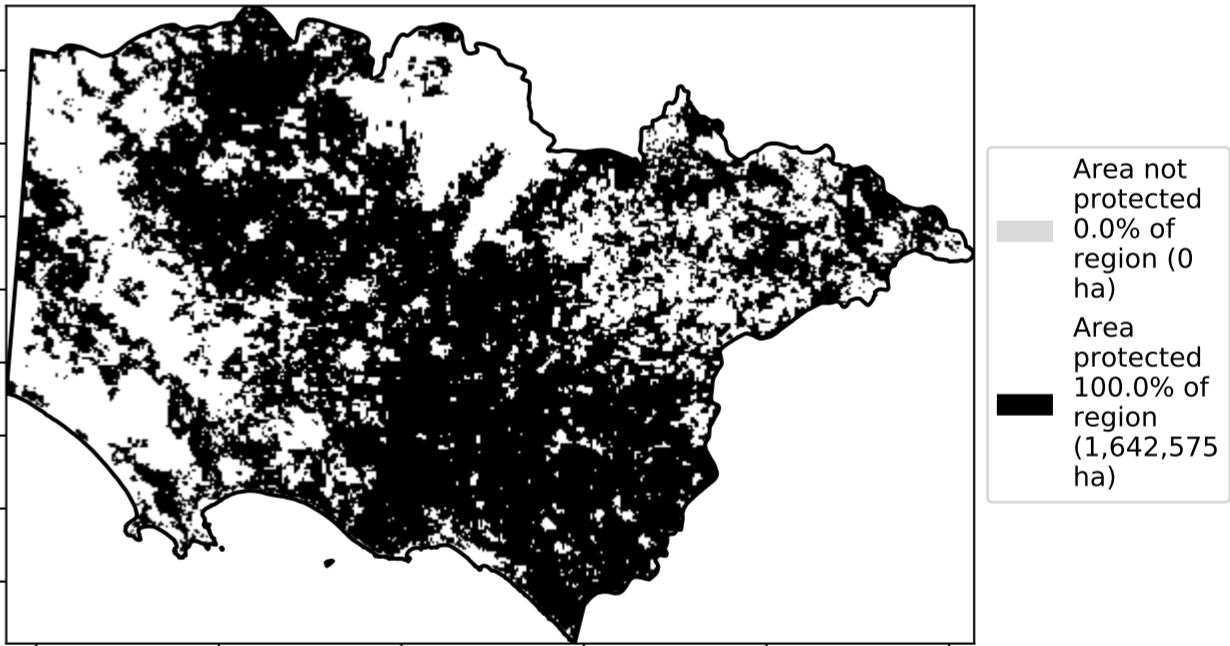 Area not
protected
0.0% of
region (0
ha)
Area
protected
100.0% of
region
(1,642,575
ha)